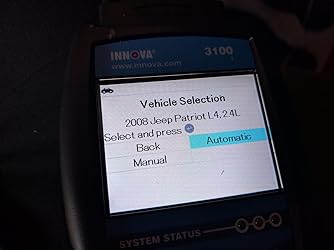 INNOVA® 3100
www.innova.com
Vehicle Selection
2008 Jeep Patriot L4, 2.4L
Select and press
Back Automatic
Manual
SYSTEM STATUS